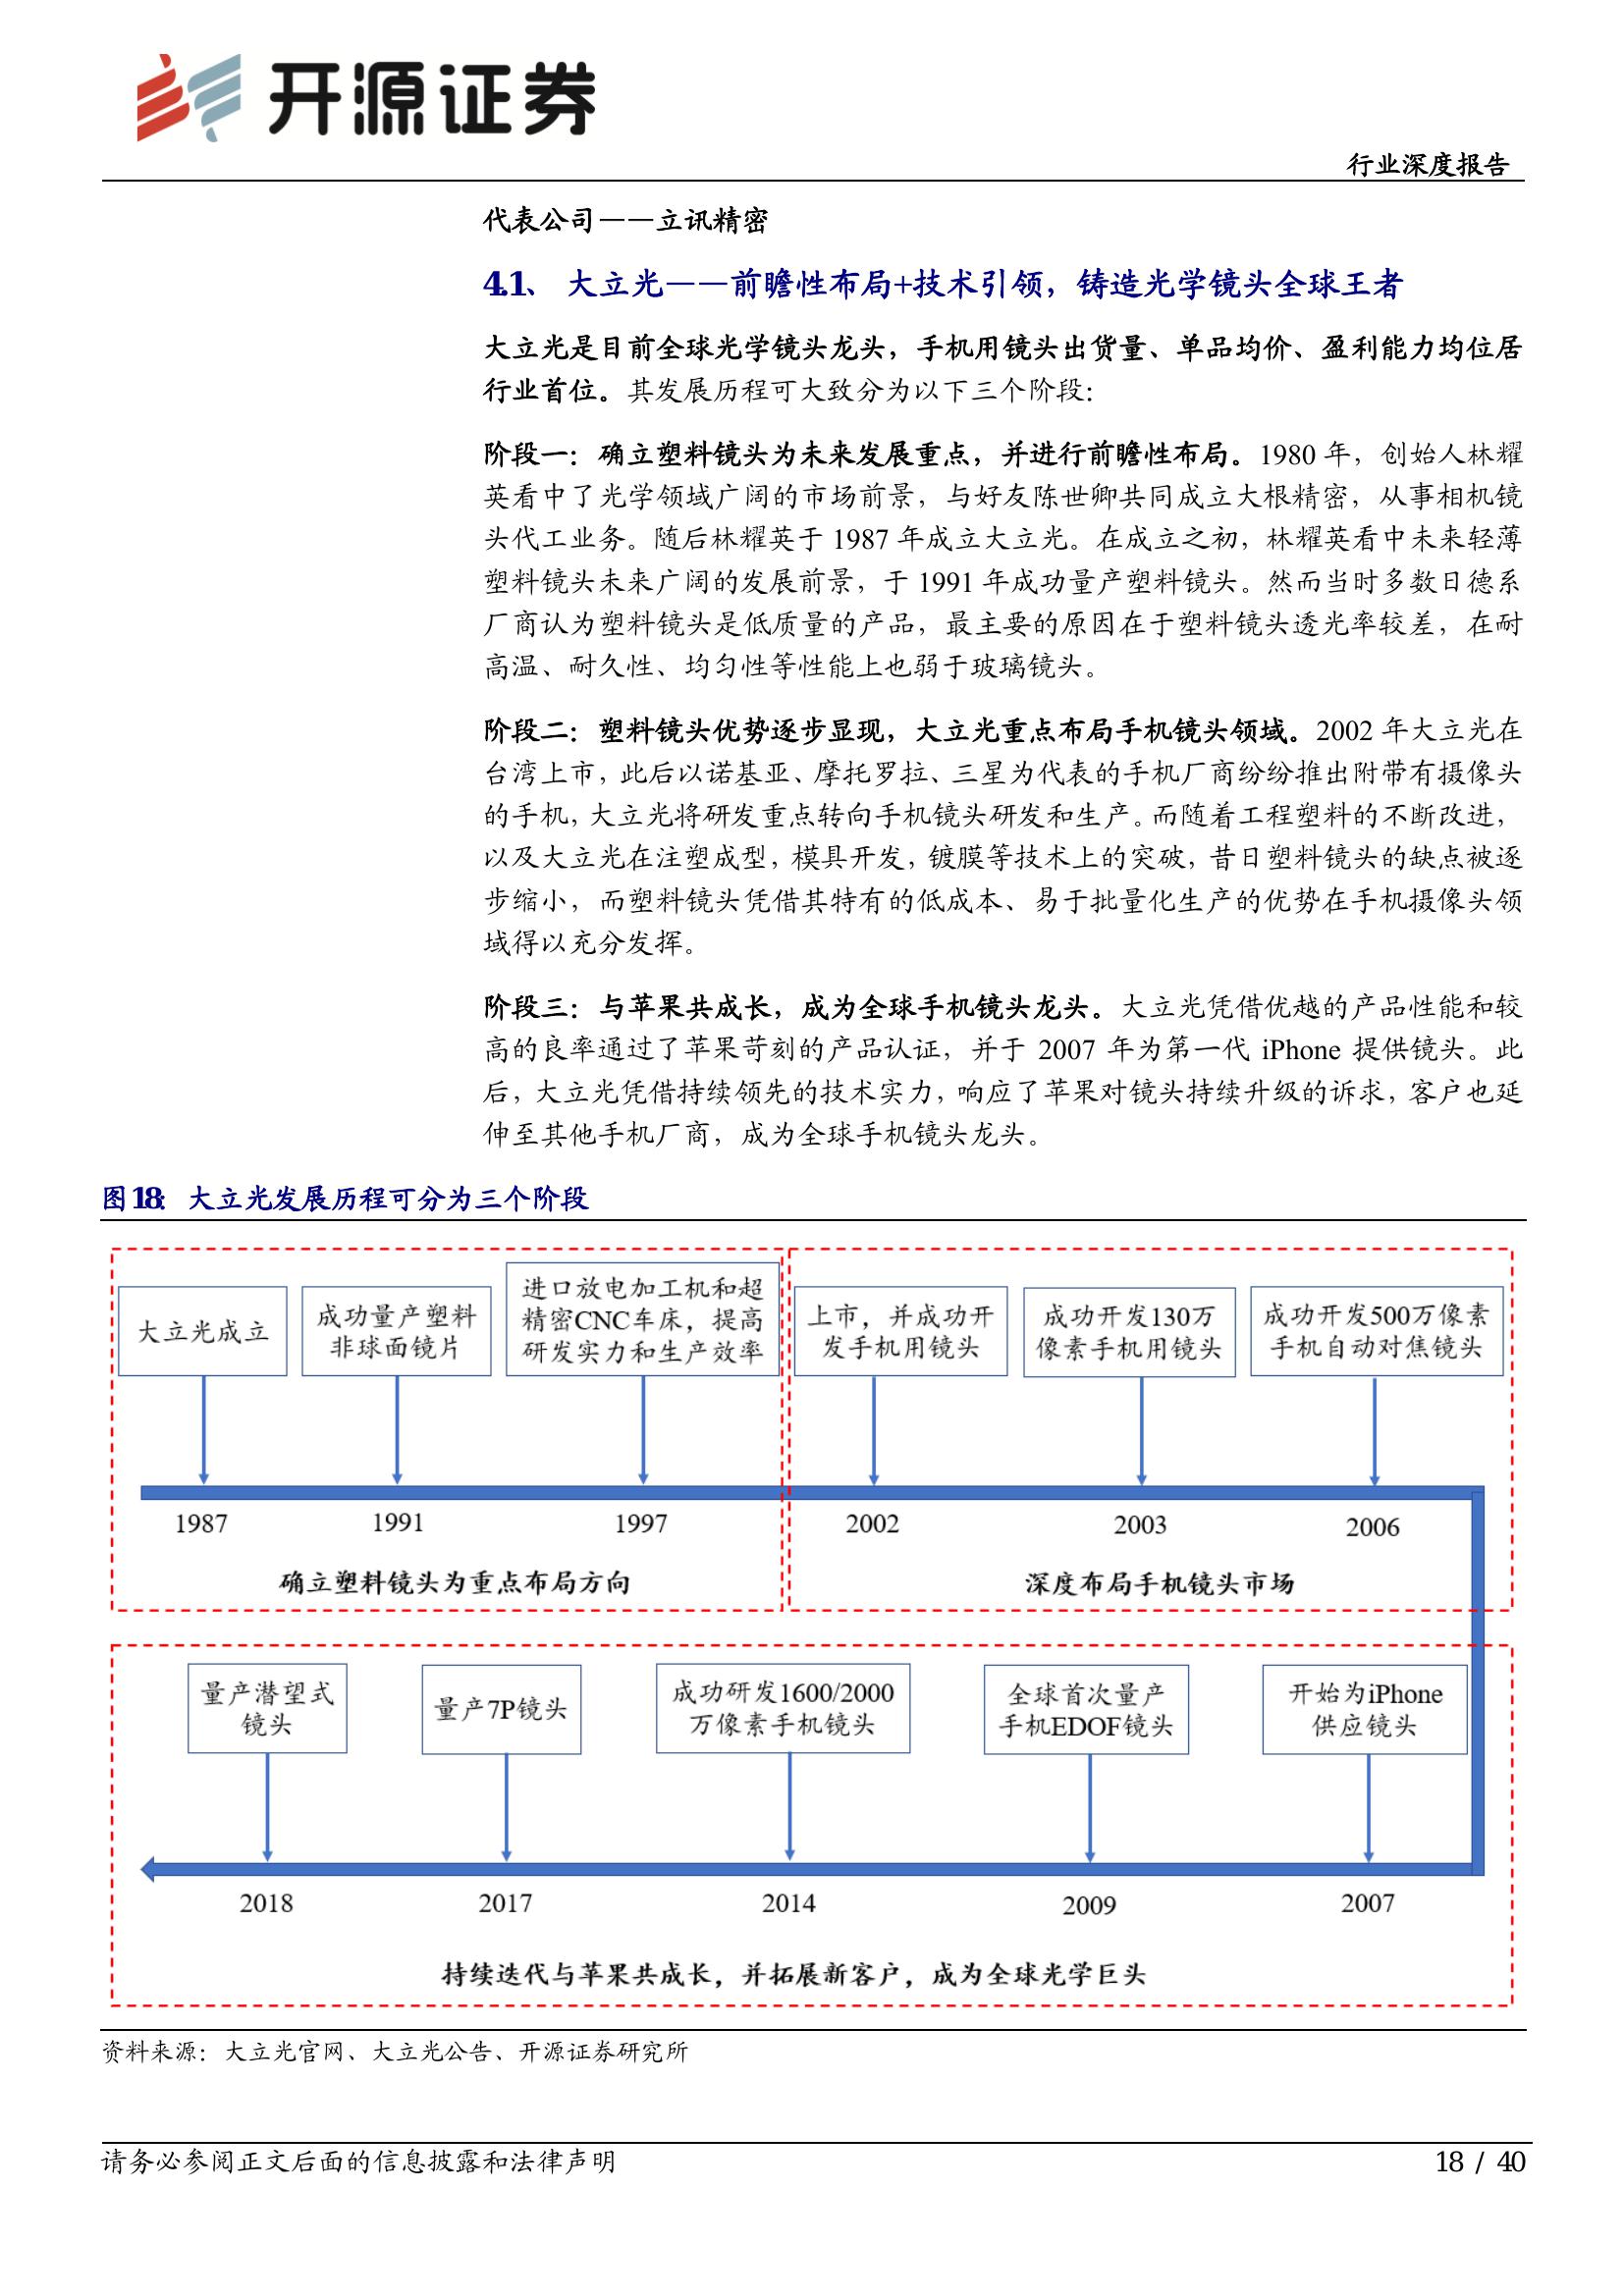 开源证券
行业深度报告
代表公司——立讯精密
4.1、 大立光——前瞻性布局+技术引领，铸造光学镜头全球王者
大立光是目前全球光学镜头龙头，手机用镜头出货量、单品均价、盈利能力均位居
行业首位。其发展历程可大致分为以下三个阶段：
阶段一：确立塑料镜头为未来发展重点，并进行前瞻性布局。1980 年，创始人林耀
英看中了光学领域广阔的市场前景，与好友陈世卿共同成立大根精密，从事相机镜
头代工业务。随后林耀英于 1987 年成立大立光。在成立之初，林耀英看中未来轻薄
塑料镜头未来广阔的发展前景，于 1991 年成功量产塑料镜头。然而当时多数日德系
厂商认为塑料镜头是低质量的产品，最主要的原因在于塑料镜头透光率较差，在耐
高温、耐久性、均匀性等性能上也弱于玻璃镜头。
阶段二：塑料镜头优势逐步显现，大立光重点布局手机镜头领域。2002 年大立光在
台湾上市，此后以诺基亚、摩托罗拉、三星为代表的手机厂商纷纷推出附带有摄像头
的手机，大立光将研发重点转向手机镜头研发和生产。而随着工程塑料的不断改进，
以及大立光在注塑成型，模具开发，镀膜等技术上的突破，昔日塑料镜头的缺点被逐
步缩小，而塑料镜头凭借其特有的低成本、易于批量化生产的优势在手机摄像头领
域得以充分发挥。
阶段三：与苹果共成长，成为全球手机镜头龙头。大立光凭借优越的产品性能和较
高的良率通过了苹果苛刻的产品认证，并于 2007 年为第一代 iPhone 提供镜头。此
后，大立光凭借持续领先的技术实力，响应了苹果对镜头持续升级的诉求，客户也延
伸至其他手机厂商，成为全球手机镜头龙头。
图18： 大立光发展历程可分为三个阶段
大立光成立
成功量产塑料
非球面镜片
进口放电加工机和超
精密CNC车床，提高
研发实力和生产效率
上市，并成功开
发手机用镜头
成功开发130万
像素手机用镜头
成功开发500万像素
手机自动对焦镜头
1987 1991 1997 2002 2003 2006
确立塑料镜头为重点布局方向
深度布局手机镜头市场
量产潜望式
镜头
量产7P镜头
成功研发1600/2000
万像素手机镜头
全球首次量产
手机EDOF镜头
开始为iPhone
供应镜头
2018 2017 2014 2009 2007
持续迭代与苹果共成长，并拓展新客户，成为全球光学巨头
资料来源：大立光官网、大立光公告、开源证券研究所
请务必参阅正文后面的信息披露和法律声明
18 / 40